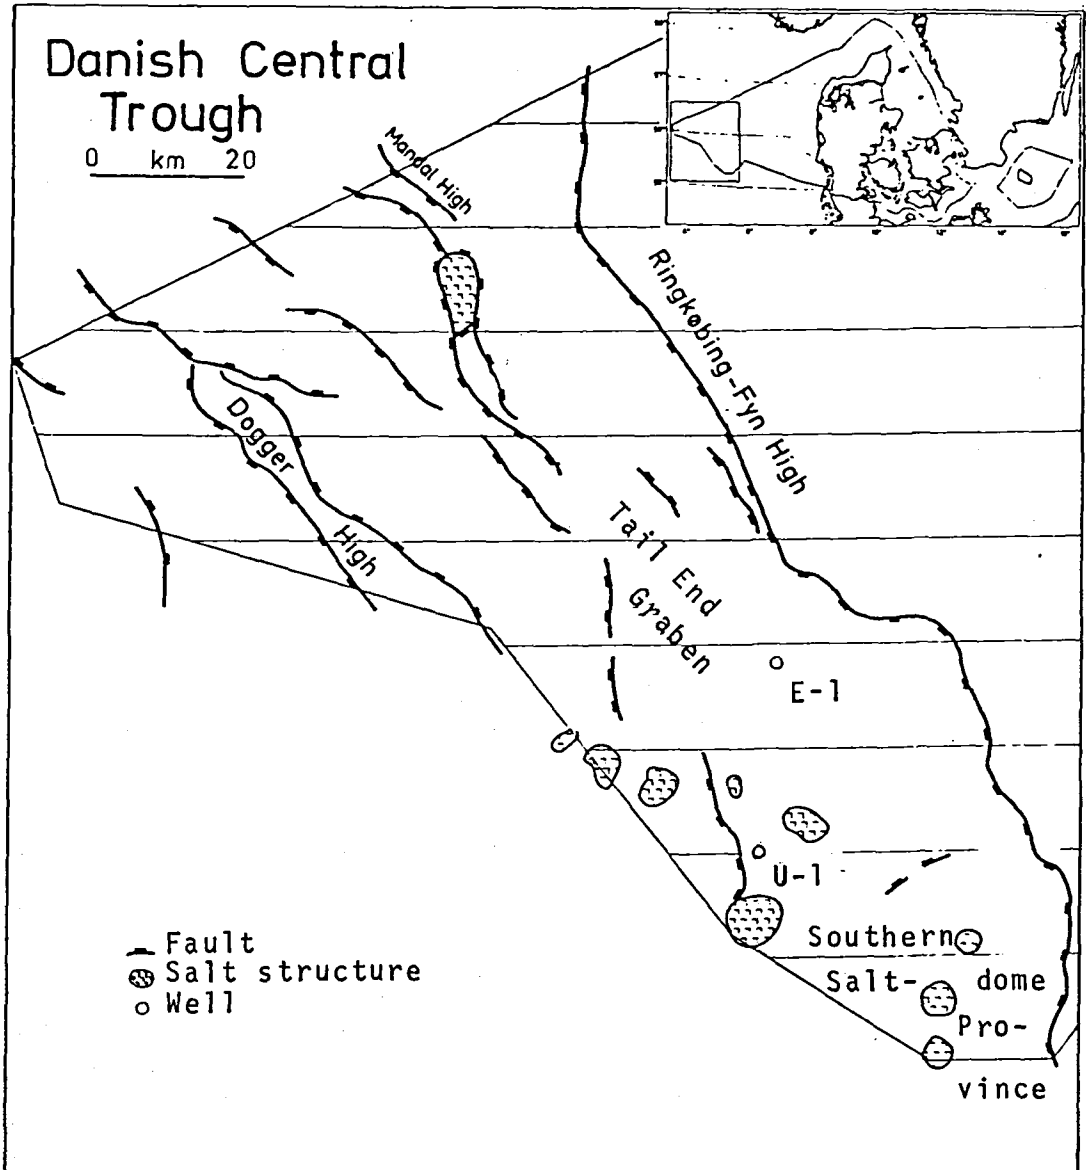 Danish Central
Trough
0 km 20
Mandal High
Ringkøbing-Fyn High
Dogger
High
Tail End
Graben
E-1
U-1
Southern
Salt- dome
Pro-
vince
Fault
Salt structure
Well